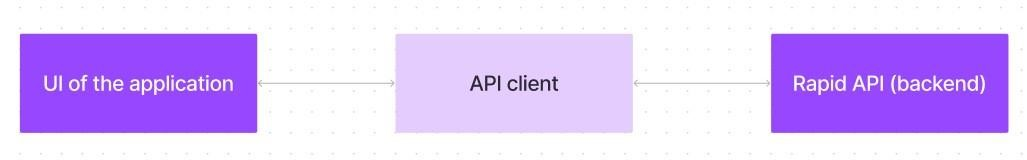 UI of the application
API client
Rapid API (backend)